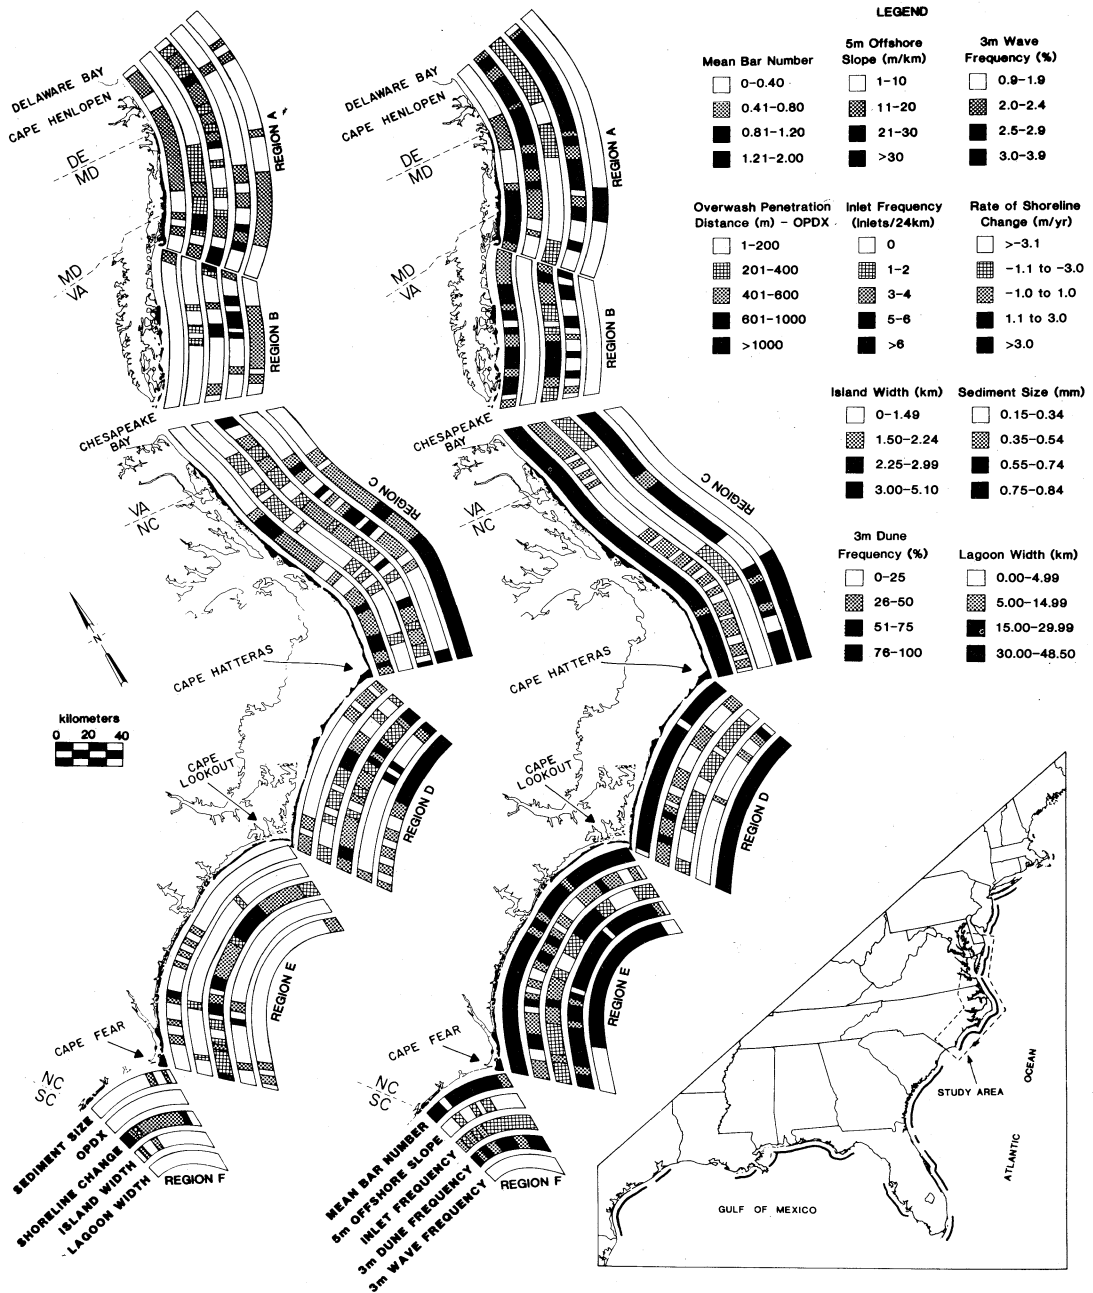 LEGEND
Mean Bar Number
0-0.40
0.41-0.80
0.81-1.20
1.21-2.00
5m Offshore
Slope (m/km)
1-10
11-20
21-30
>30
3m Wave
Frequency (%)
0.9-1.9
2.0-2.4
2.5-2.9
3.0-3.9
Overwash Penetration
Distance (m) - OPDX
1-200
201-400
401-600
601-1000
>1000
Inlet Frequency
(Inlets/24km)
0
1-2
3-4
5-6
>6
Rate of Shoreline
Change (m/yr)
>-3.1
-1.1 to -3.0
-1.0 to 1.0
1.1 to 3.0
>3.0
Island Width (km)
0-1.49
1.50-2.24
2.25-2.99
3.00-5.10
Sediment Size (mm)
0.15-0.34
0.35-0.54
0.55-0.74
0.75-0.84
3m Dune
Frequency (%)
0-25
26-50
51-75
76-100
Lagoon Width (km)
0.00-4.99
5.00-14.99
15.00-29.99
30.00-48.50
DELAWARE BAY
CAPE HENLOPEN
DE
MD
MD
VA
REGION A
REGION B
CHESAPEAKE
BAY
VA
NC
REGION C
N
CAPE HATTERAS
kilometers
0 20 40
CAPE
LOOKOUT
REGION D
REGION E
CAPE FEAR
NC
SC
SEDIMENT SIZE
OPDX
SHORELINE CHANGE
ISLAND WIDTH
LAGOON WIDTH
REGION F
DELAWARE BAY
CAPE HENLOPEN
DE
MD
MD
VA
REGION A
REGION B
CHESAPEAKE
BAY
VA
NC
REGION C
CAPE HATTERAS
CAPE
LOOKOUT
REGION D
REGION E
CAPE FEAR
NC
SC
MEAN BAR NUMBER
5m OFFSHORE SLOPE
INLET FREQUENCY
3m DUNE FREQUENCY
3m WAVE FREQUENCY
REGION F
STUDY AREA
ATLANTIC OCEAN
GULF OF MEXICO